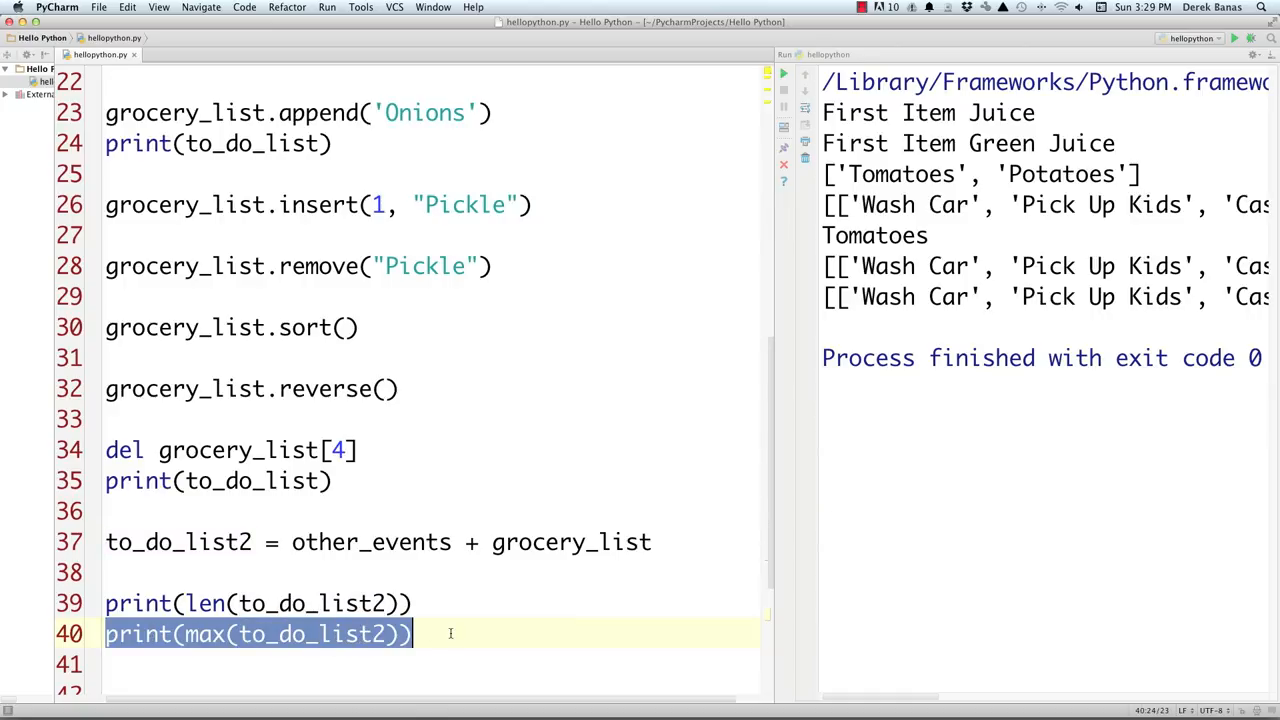 PyCharm File Edit View Navigate Code Refactor Run Tools VCS Window Help 10 Sun 3:29 PM Derek Banas
hellopython.py - Hello Python - [~/PycharmProjects/Hello Python]
Hello Python hellopython.py hellopython
hellopython.py Run hellopython
Hello P
hell
Extern
22
23 grocery_list.append('Onions')
24 print(to_do_list)
25
26 grocery_list.insert(1, "Pickle")
27
28 grocery_list.remove("Pickle")
29
30 grocery_list.sort()
31
32 grocery_list.reverse()
33
34 del grocery_list[4]
35 print(to_do_list)
36
37 to_do_list2 = other_events + grocery_list
38
39 print(len(to_do_list2))
40 print(max(to_do_list2))
41
42
/Library/Frameworks/Python.framewo
First Item Juice
First Item Green Juice
['Tomatoes', 'Potatoes']
[['Wash Car', 'Pick Up Kids', 'Cas
Tomatoes
[['Wash Car', 'Pick Up Kids', 'Cas
[['Wash Car', 'Pick Up Kids', 'Cas
Process finished with exit code 0
40:24/23 LF UTF-8